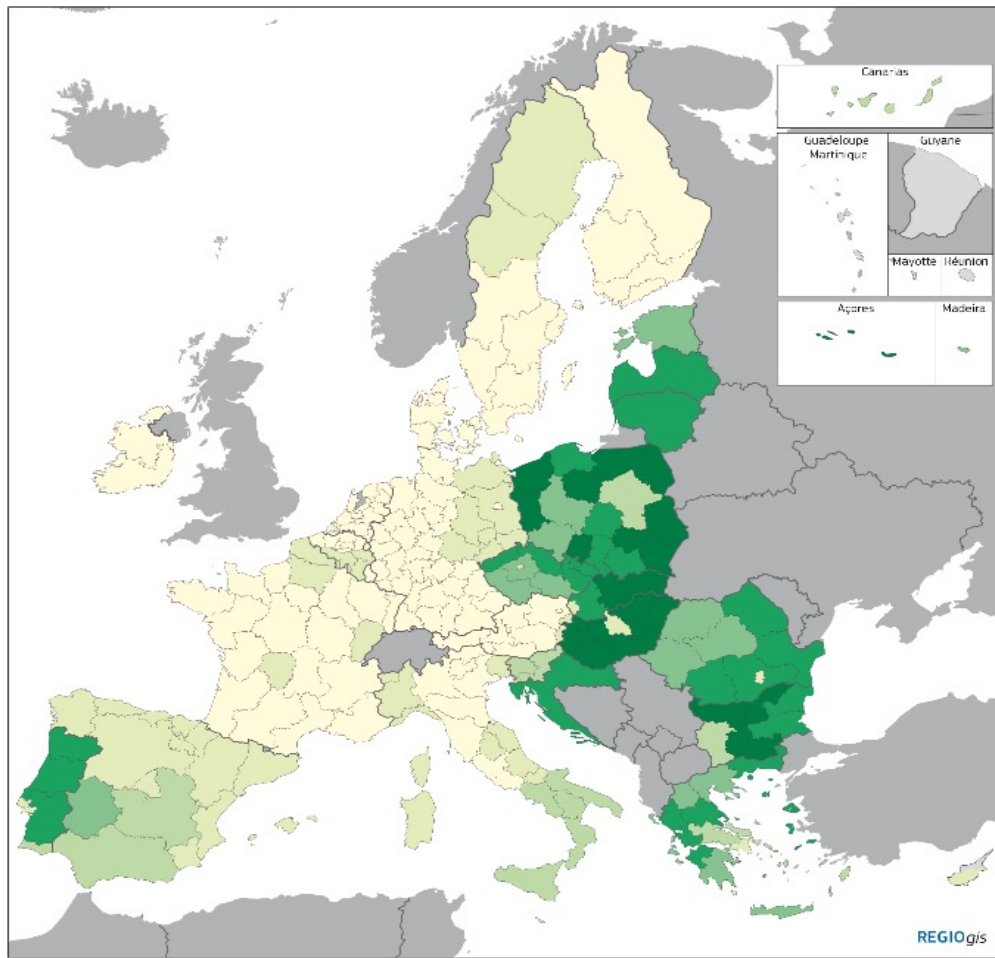 Canarias
Guadeloupe
Martinique
Guyane
Mayotte
Réunion
Açores
Madeira
REGIOgis